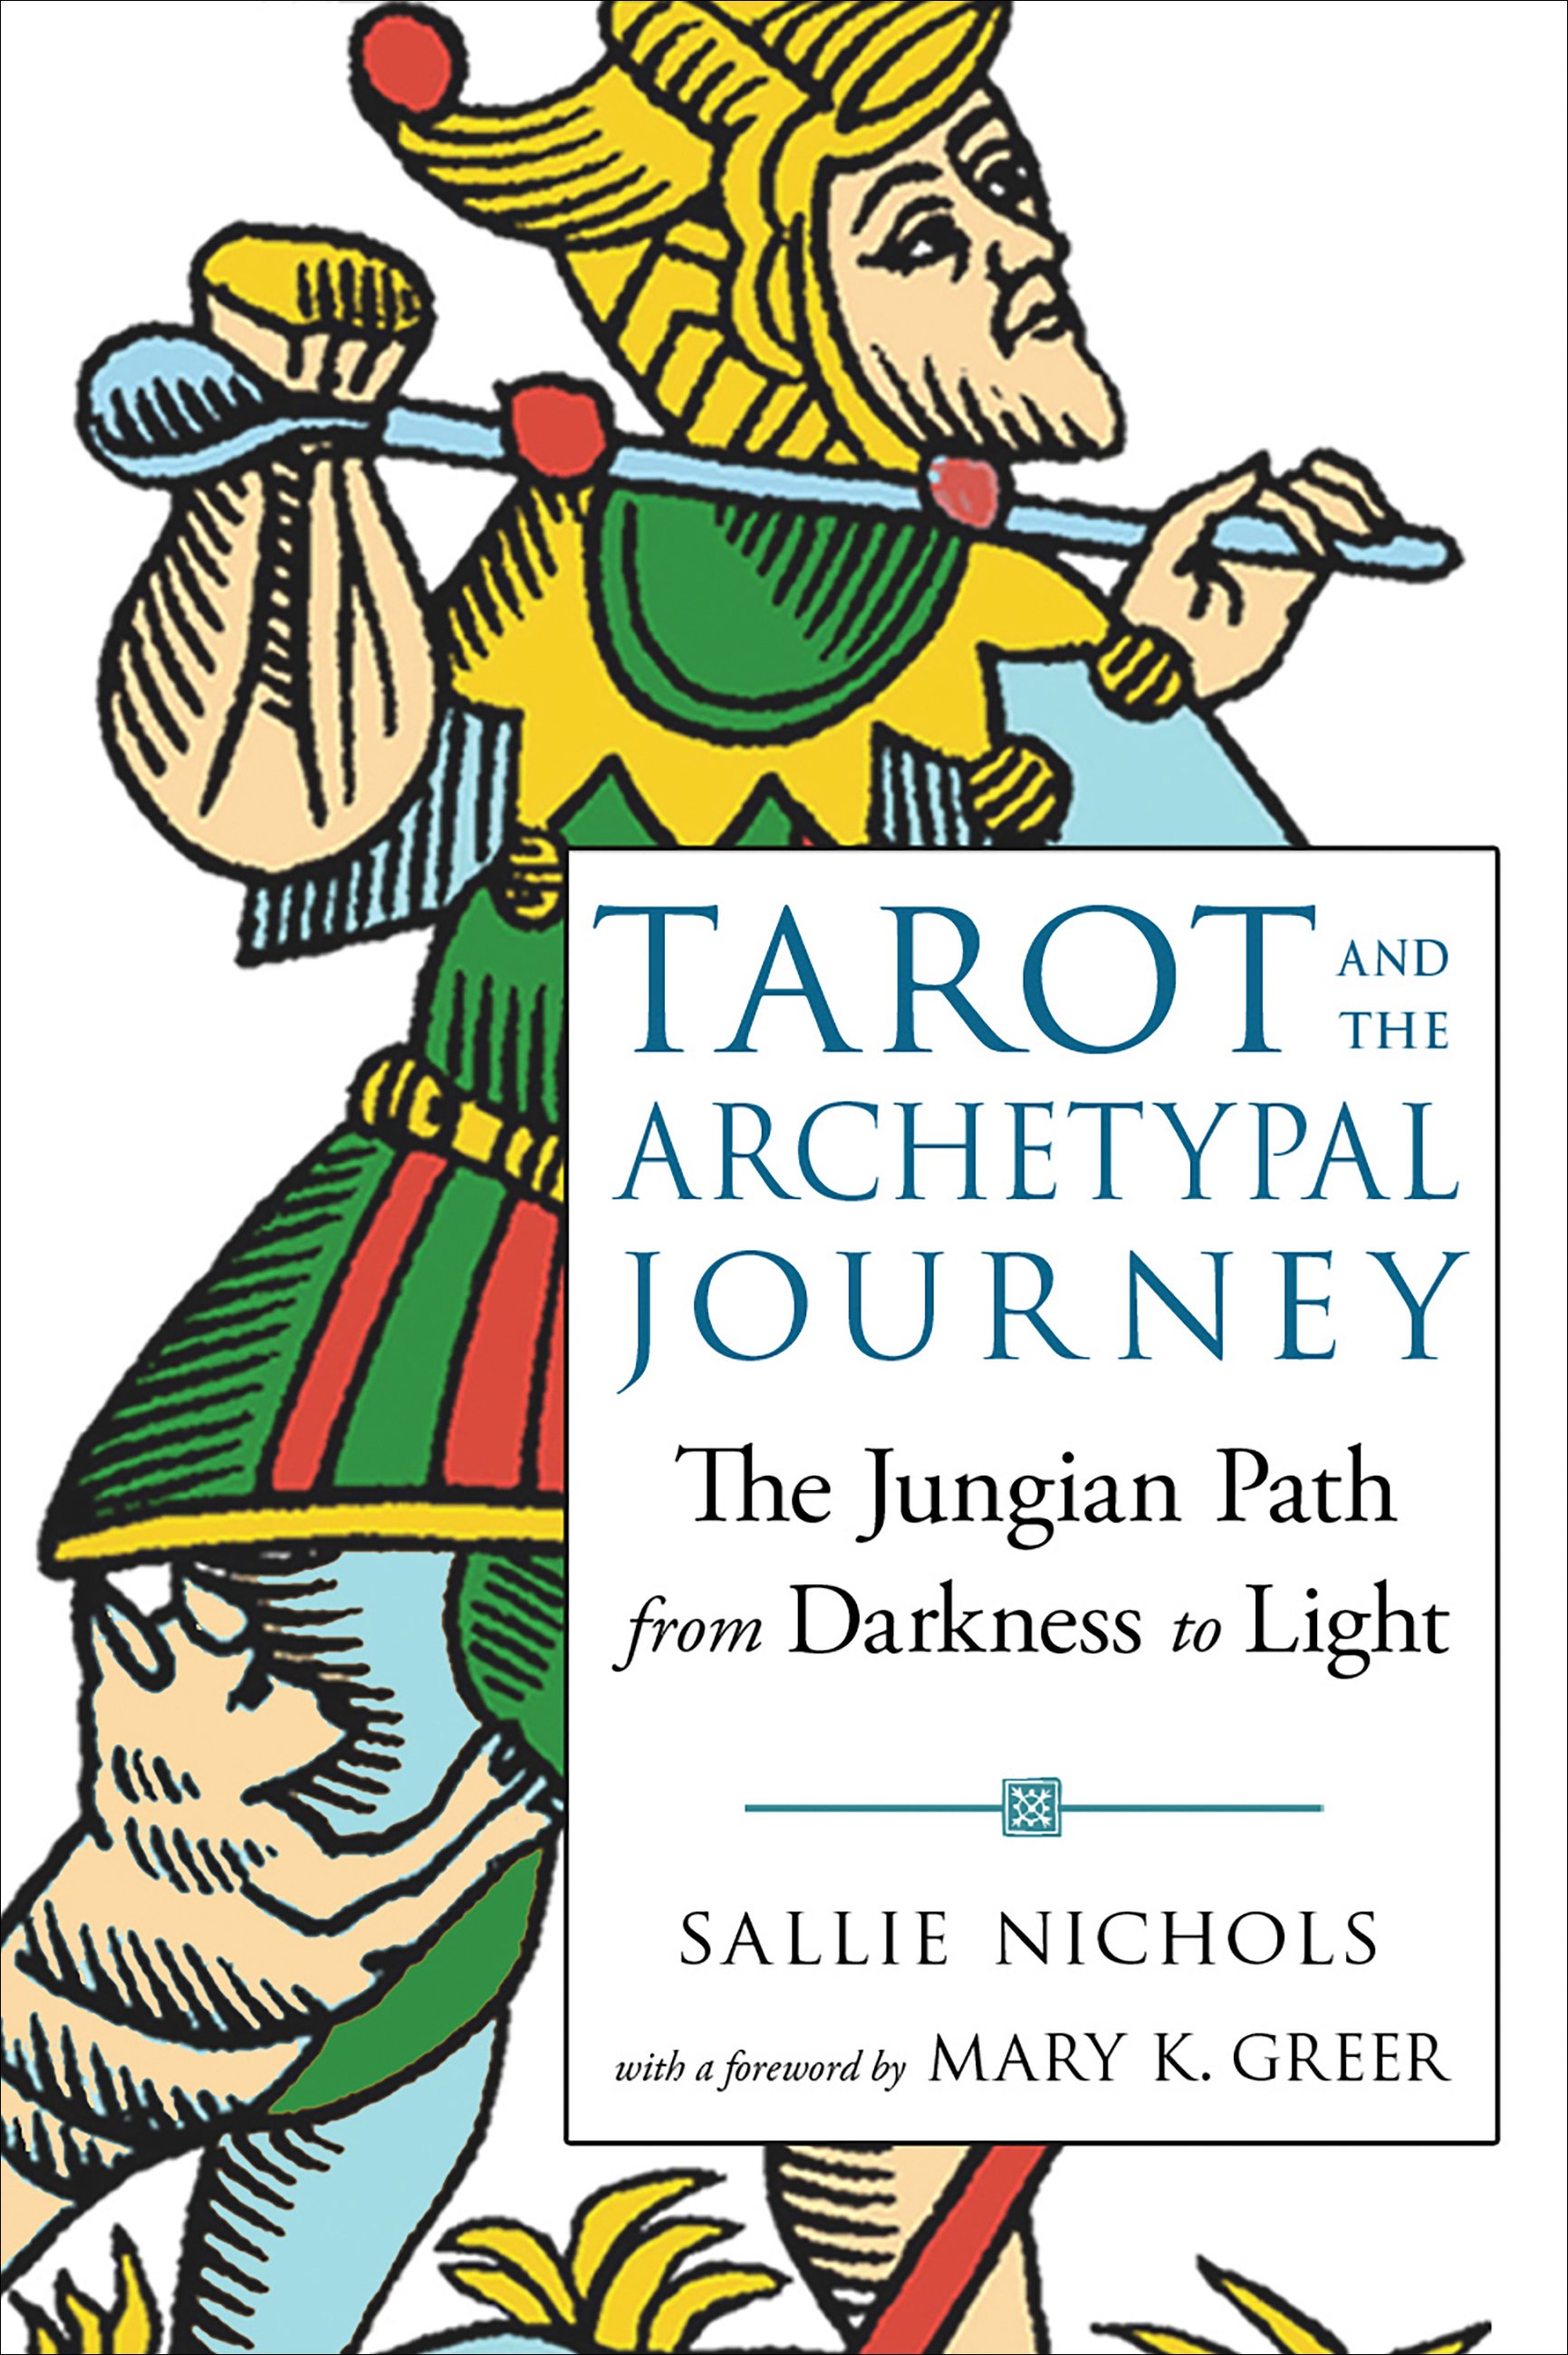 TAROT AND THE
ARCHETYPAL
JOURNEY
The Jungian Path
from Darkness to Light
SALLIE NICHOLS
with a foreword by MARY K. GREER